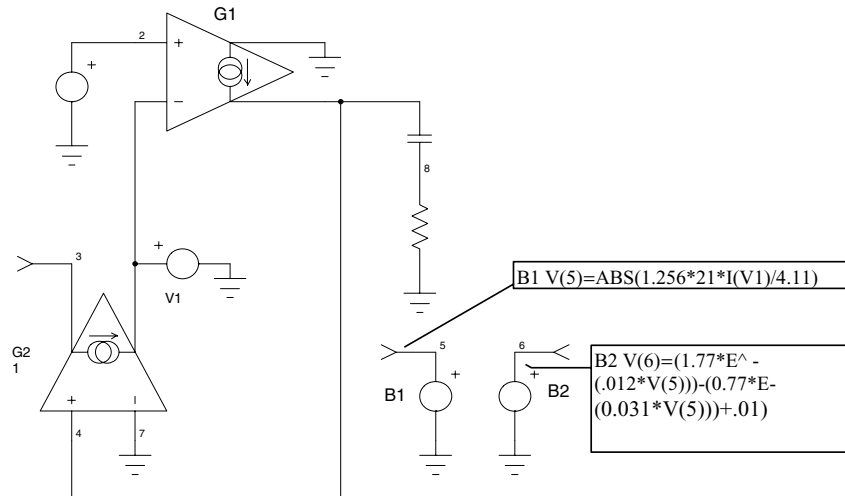 G1
2
+
+
−
8
3
+
V1
B1 V(5)=ABS(1.256*21*I(V1)/4.11)
G2
1
5
6
+
+
B1
B2
B2 V(6)=(1.77*E^ -
(.012*V(5)))-(0.77*E-
(0.031*V(5)))+.01)
+
−
4
7